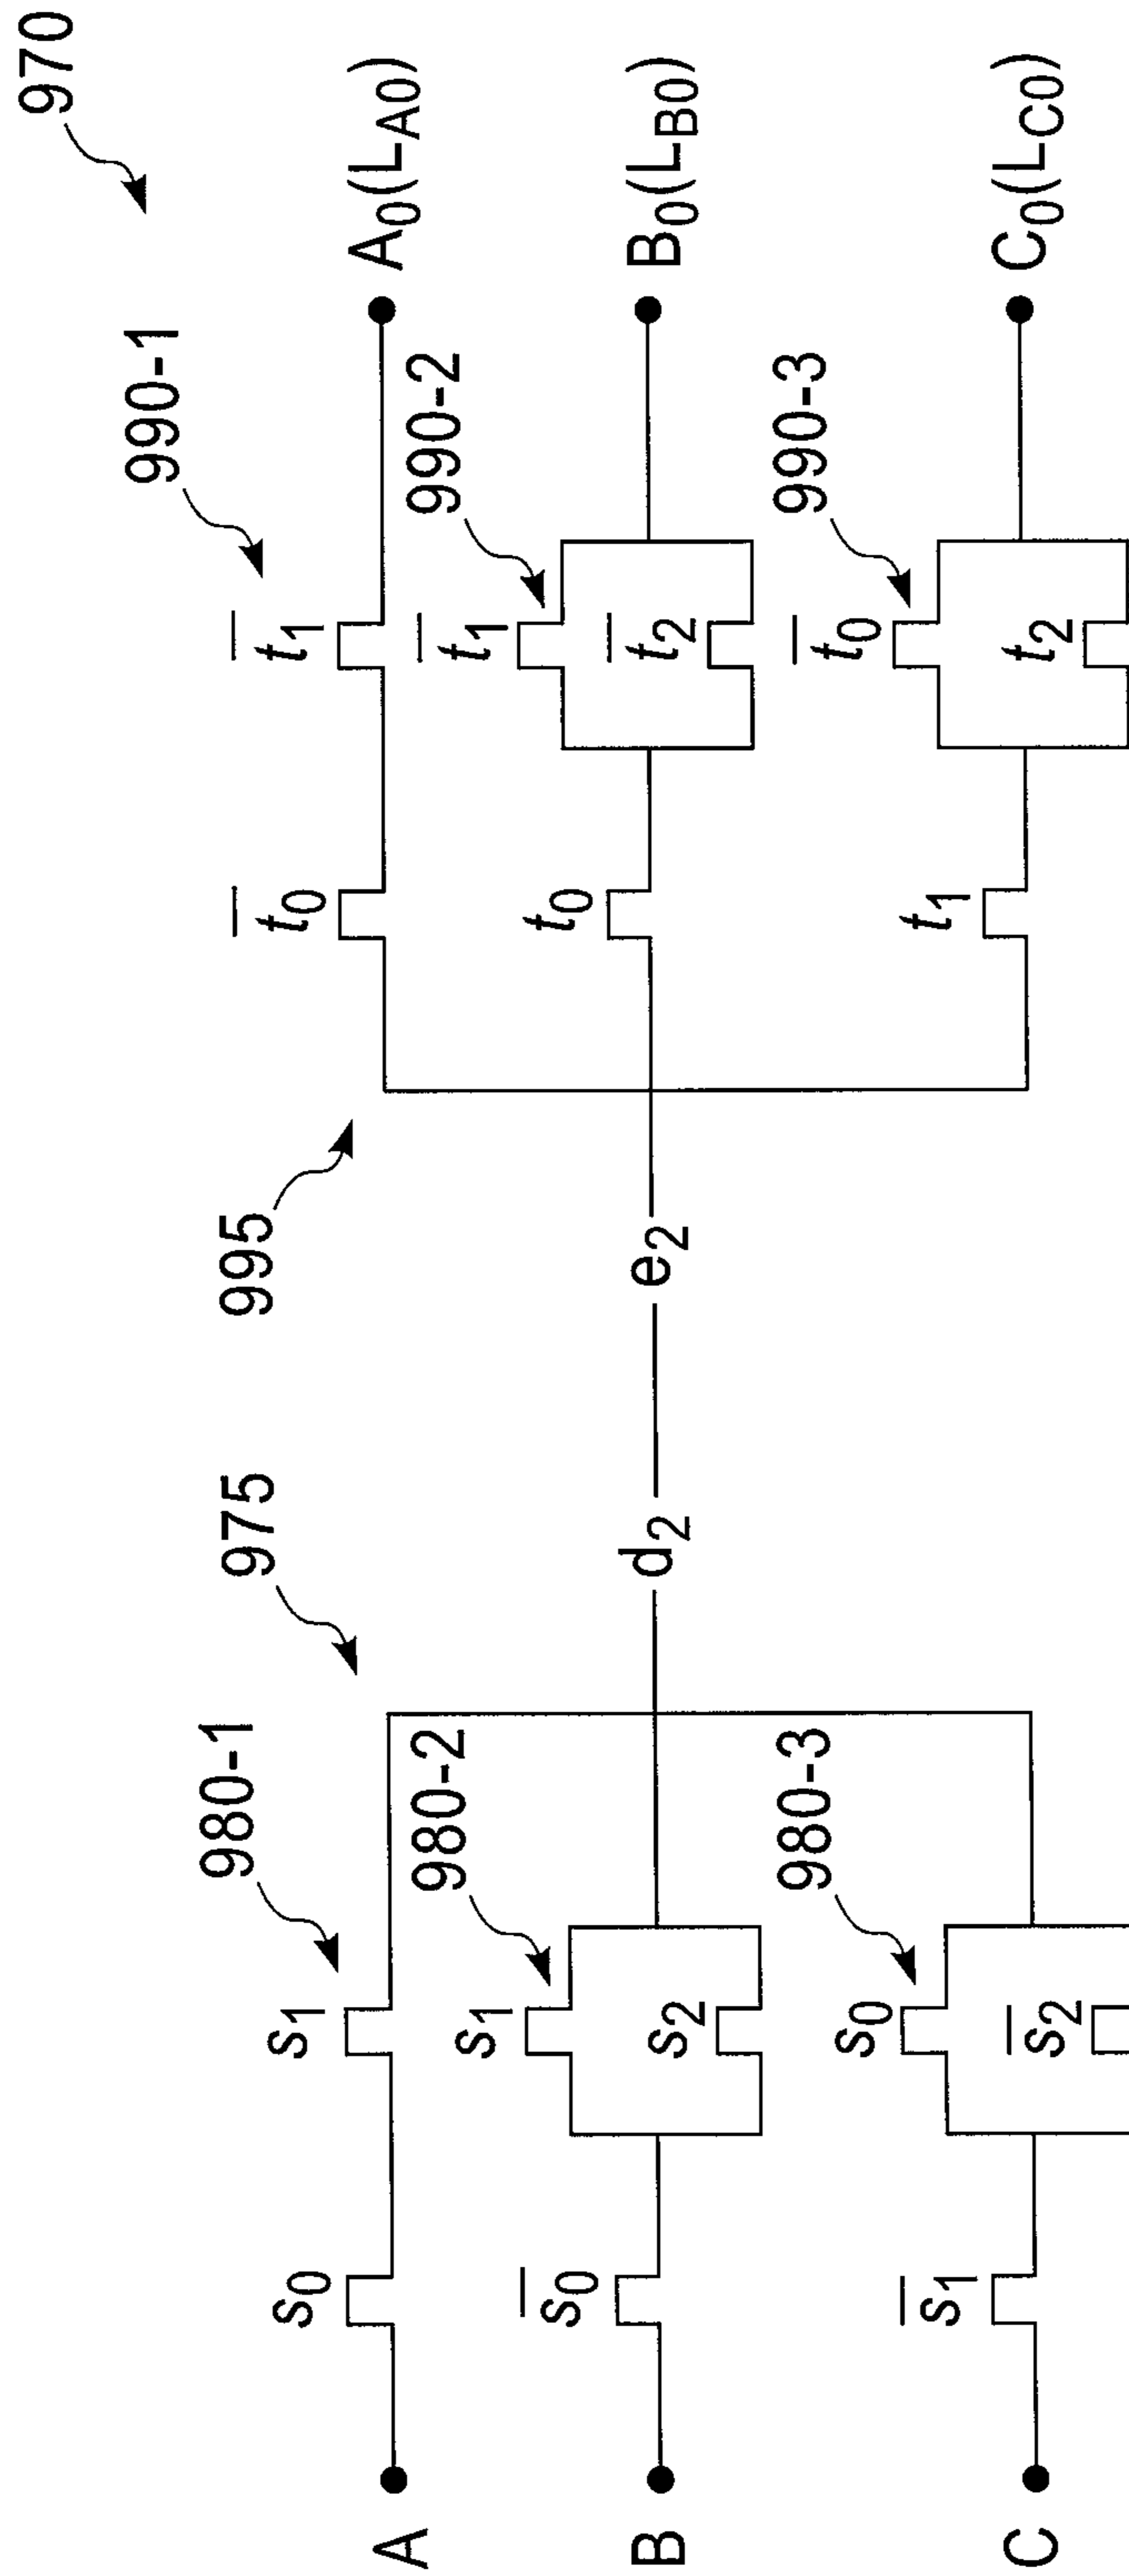 970
990-1
A₀(L_A0)
t̅₀
t̅₁
990-2
B₀(L_B0)
t₀
t̅₁
t̅₂
990-3
C₀(L_C0)
t₁
t̅₀
t₂
995
e₂
d₂
975
980-1
A
s₀
s₁
980-2
B
s̅₀
s₁
s₂
980-3
C
s̅₁
s₀
s̅₂